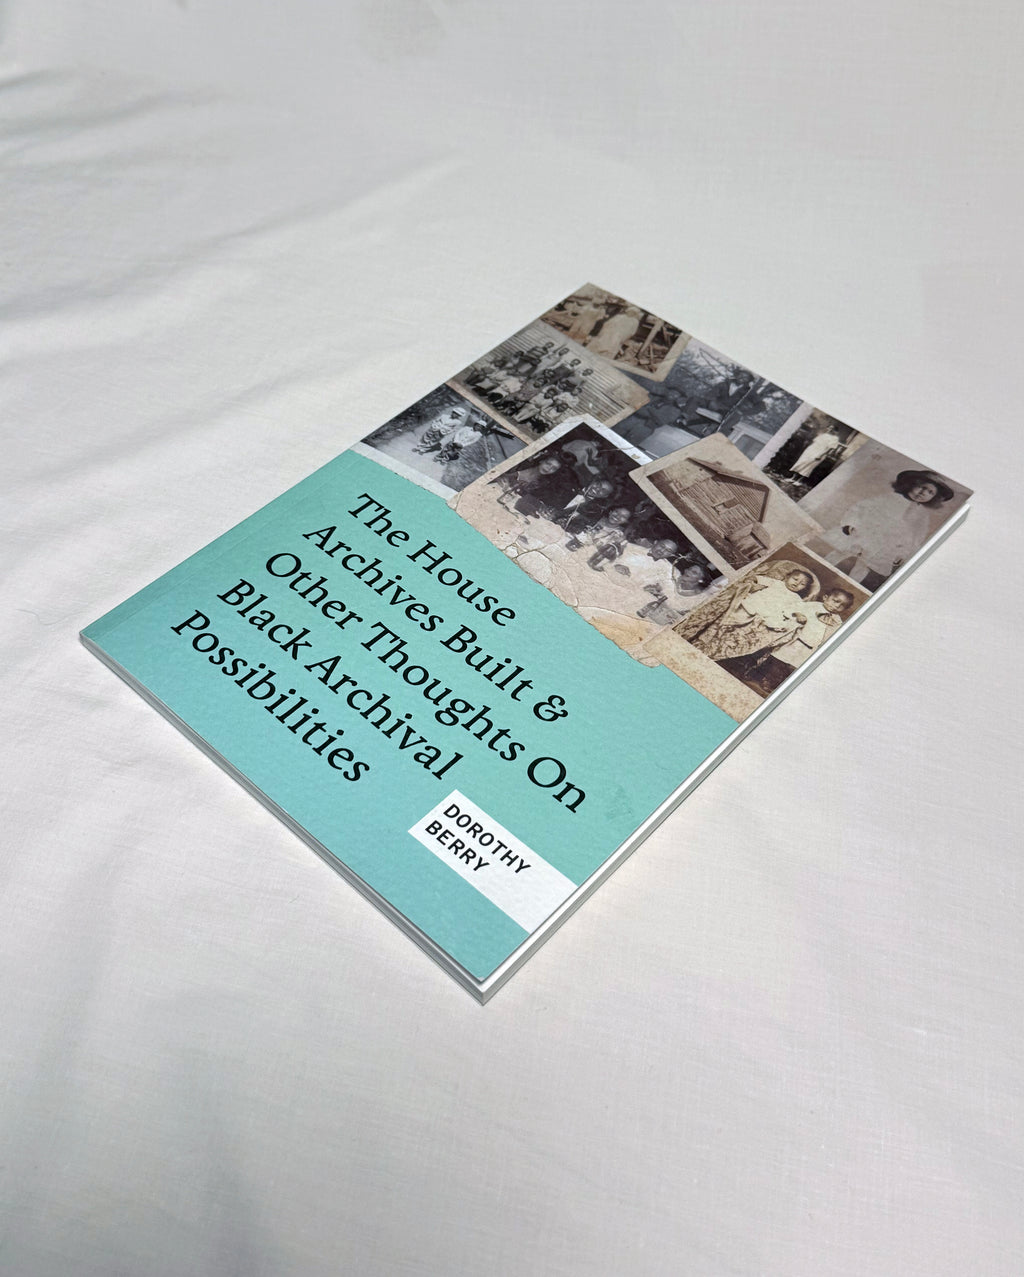 The House
Archives Built &
Other Thoughts On
Black Archival
Possibilities
DOROTHY
BERRY